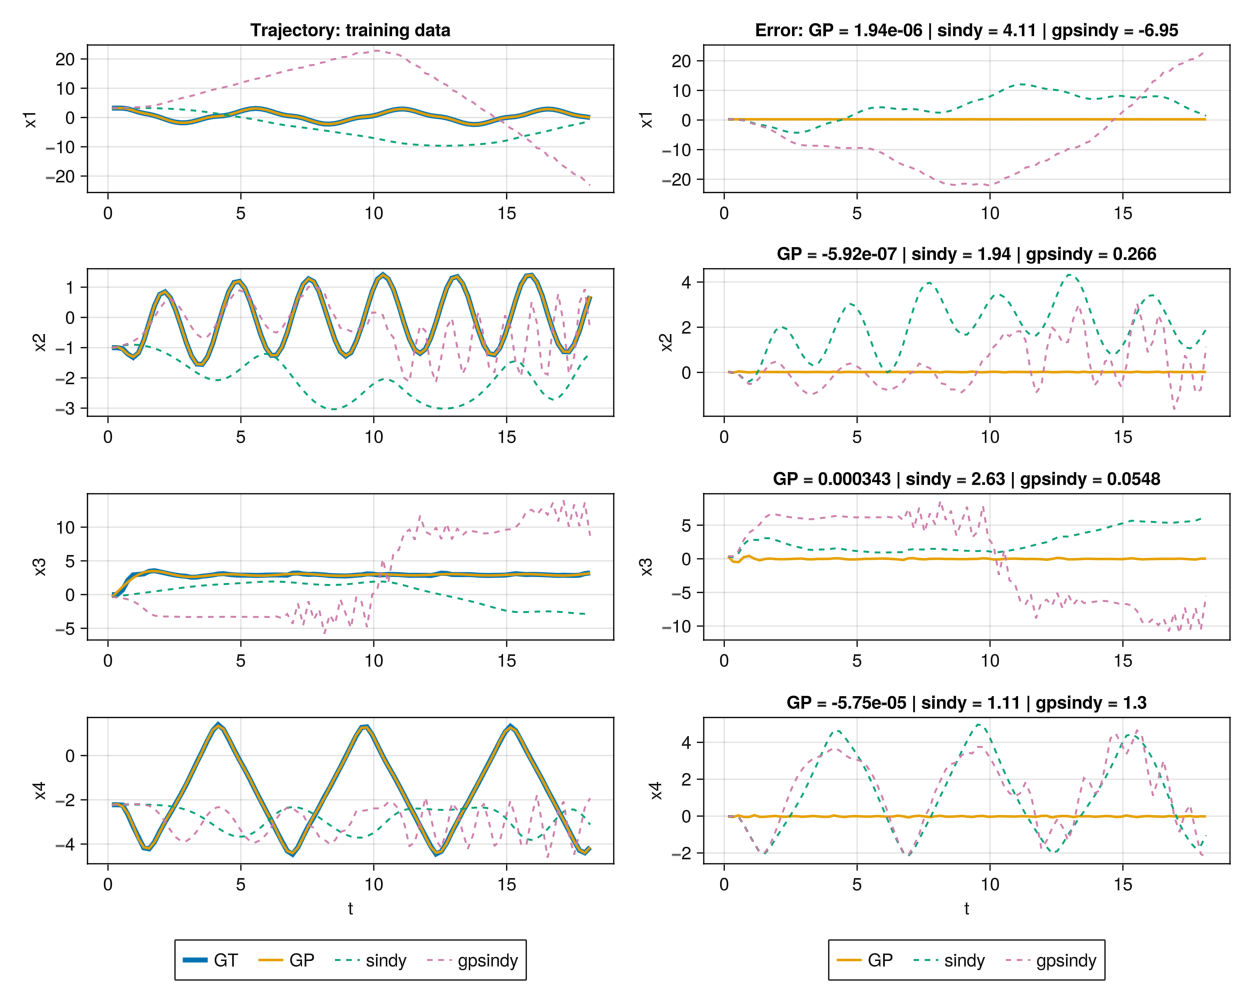 Trajectory: training data
20
10
0
−10
−20
x1
0 5 10 15
Error: GP = 1.94e-06 | sindy = 4.11 | gpsindy = -6.95
20
10
0
−10
−20
x1
0 5 10 15
1
0
−1
−2
−3
x2
0 5 10 15
GP = -5.92e-07 | sindy = 1.94 | gpsindy = 0.266
4
2
0
x2
0 5 10 15
10
5
0
−5
x3
0 5 10 15
GP = 0.000343 | sindy = 2.63 | gpsindy = 0.0548
5
0
−5
−10
x3
0 5 10 15
0
−2
−4
x4
0 5 10 15
t
GP = -5.75e-05 | sindy = 1.11 | gpsindy = 1.3
4
2
0
−2
x4
0 5 10 15
t
GT GP sindy gpsindy
GP sindy gpsindy